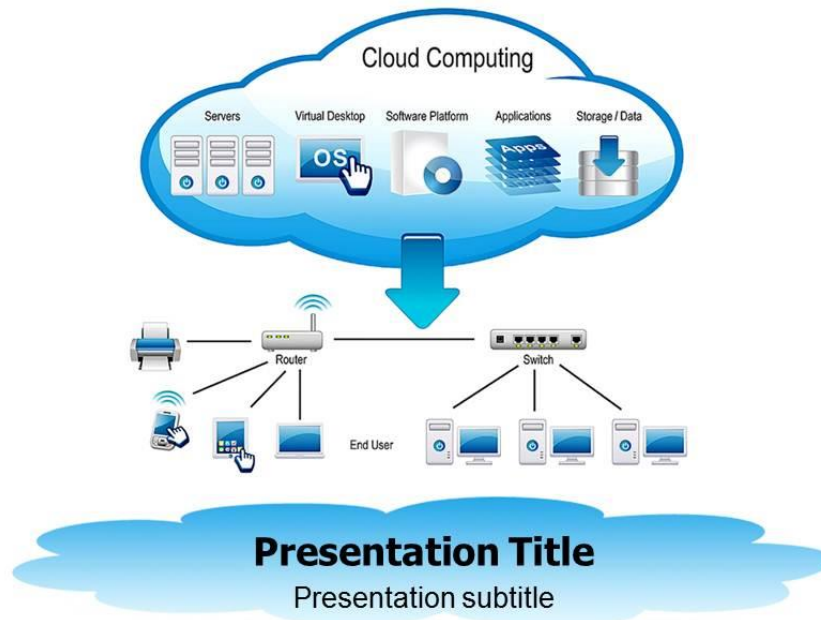 Cloud Computing
Servers Virtual Desktop Software Platform Applications Storage / Data
OS Apps
Router Switch
End User
Presentation Title
Presentation subtitle